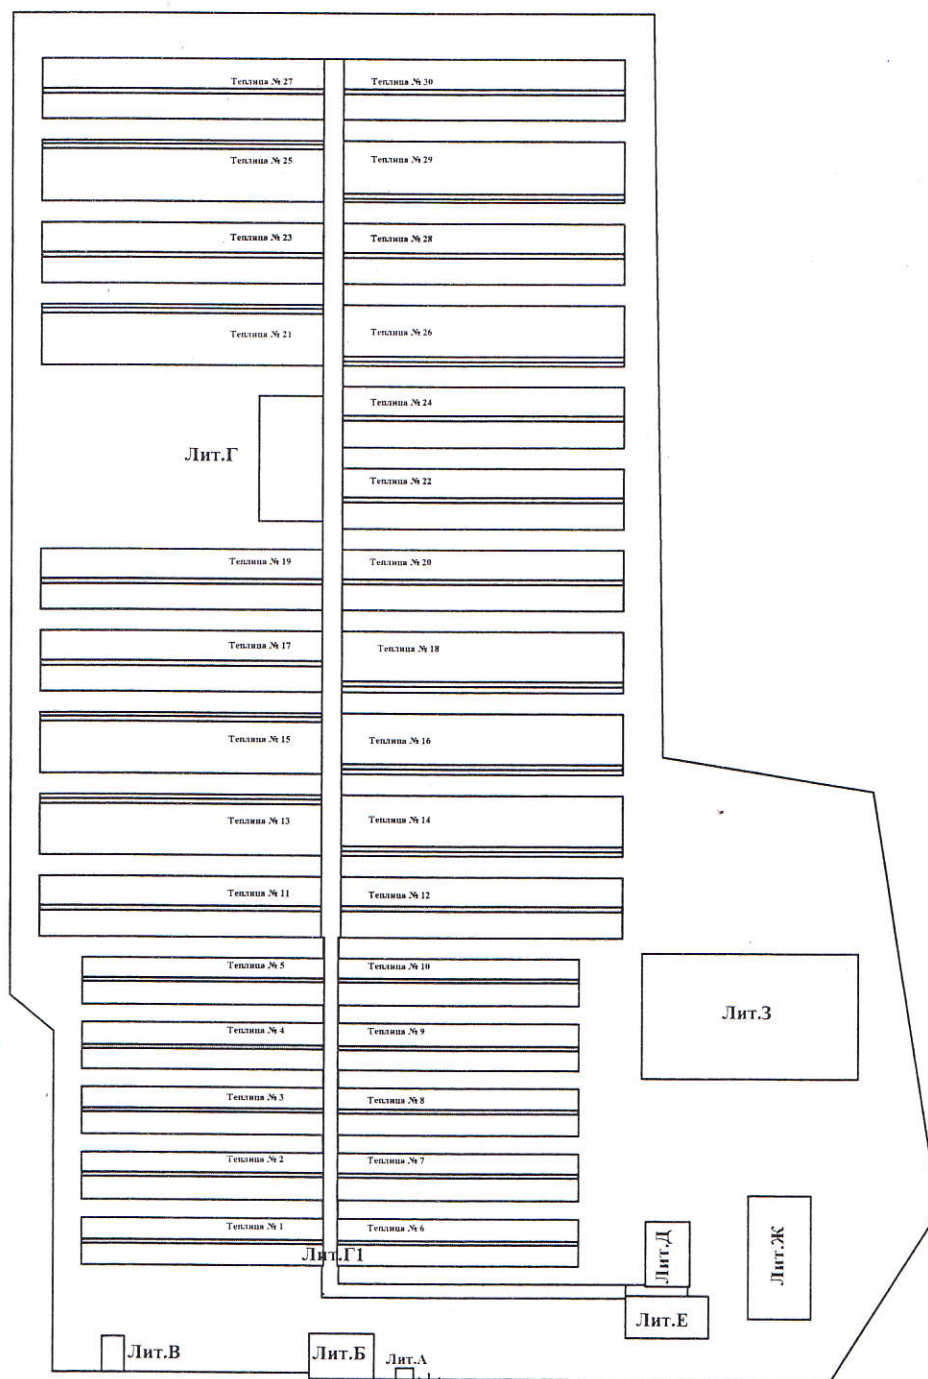 Теплица № 27
Теплица № 30
Теплица № 25
Теплица № 29
Теплица № 23
Теплица № 28
Теплица № 21
Теплица № 26
Теплица № 24
Лит.Г
Теплица № 22
Теплица № 19
Теплица № 20
Теплица № 17
Теплица № 18
Теплица № 15
Теплица № 16
Теплица № 13
Теплица № 14
Теплица № 11
Теплица № 12
Теплица № 5
Теплица № 10
Лит.З
Теплица № 4
Теплица № 9
Теплица № 3
Теплица № 8
Теплица № 2
Теплица № 7
Теплица № 1
Теплица № 6
Лит.Г1
Лит.Д
Лит.Ж
Лит.Е
Лит.В
Лит.Б
Лит.А